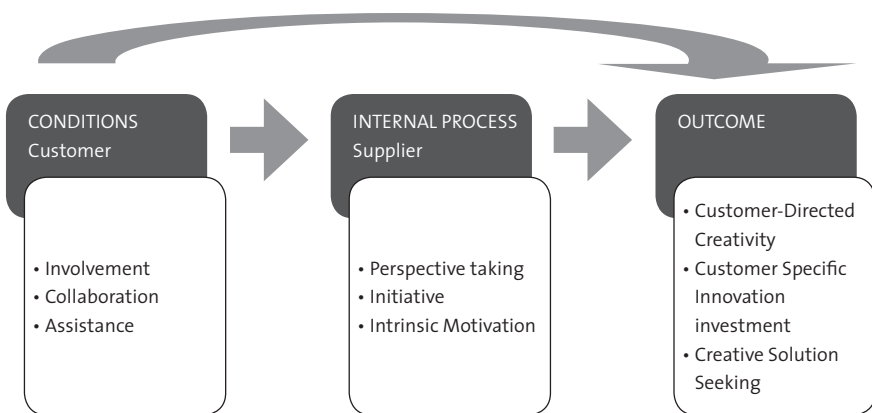 CONDITIONS
Customer
• Involvement
• Collaboration
• Assistance
INTERNAL PROCESS
Supplier
• Perspective taking
• Initiative
• Intrinsic Motivation
OUTCOME
• Customer-Directed
Creativity
• Customer Specific
Innovation
investment
• Creative Solution
Seeking